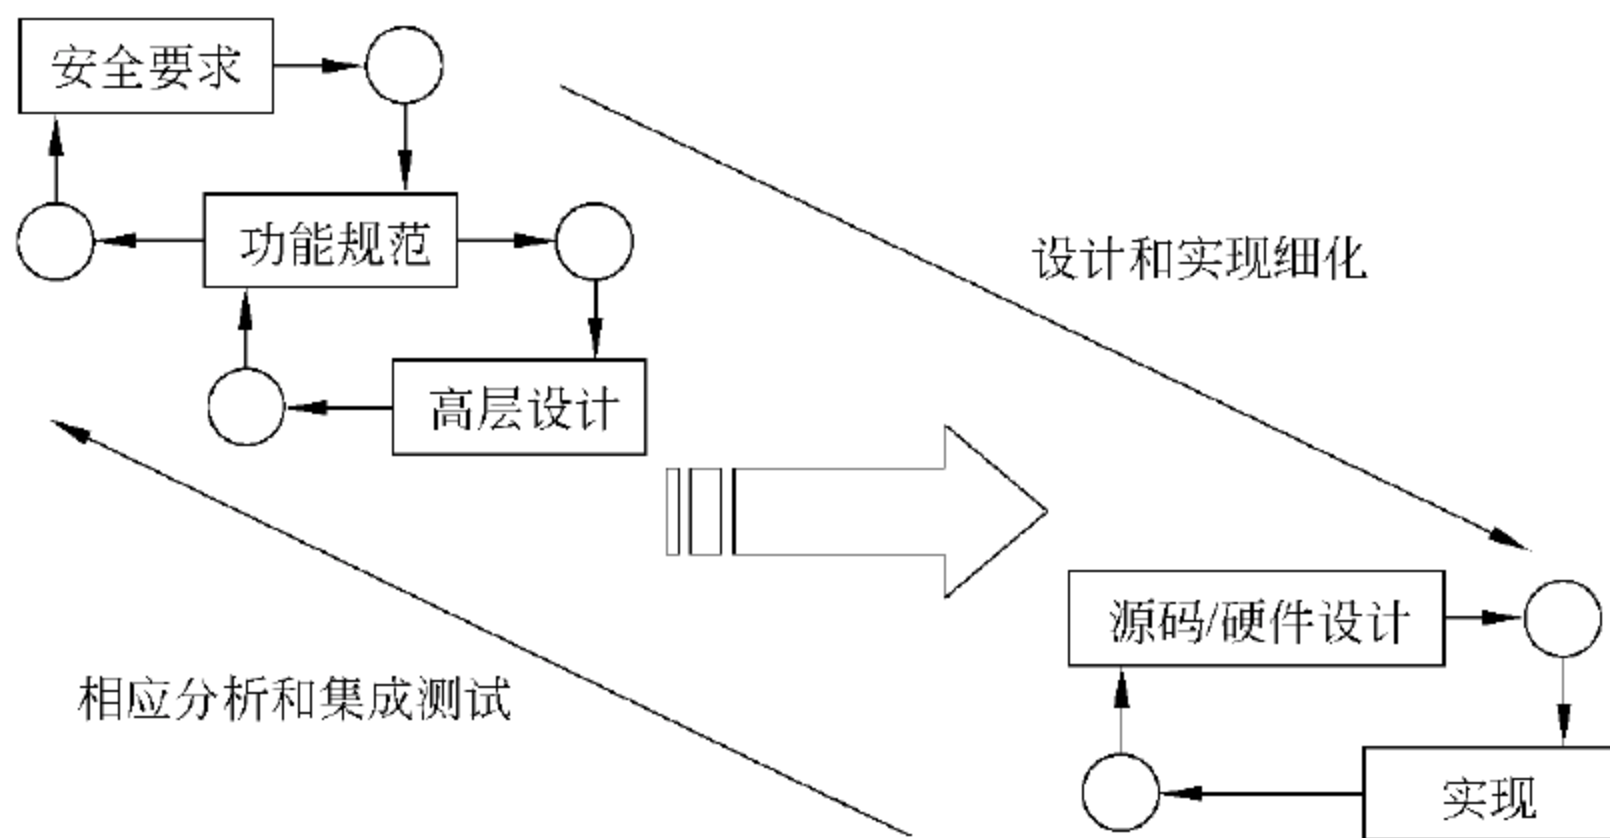 安全要求
功能规范
设计和实现细化
高层设计
源码/硬件设计
相应分析和集成测试
实现